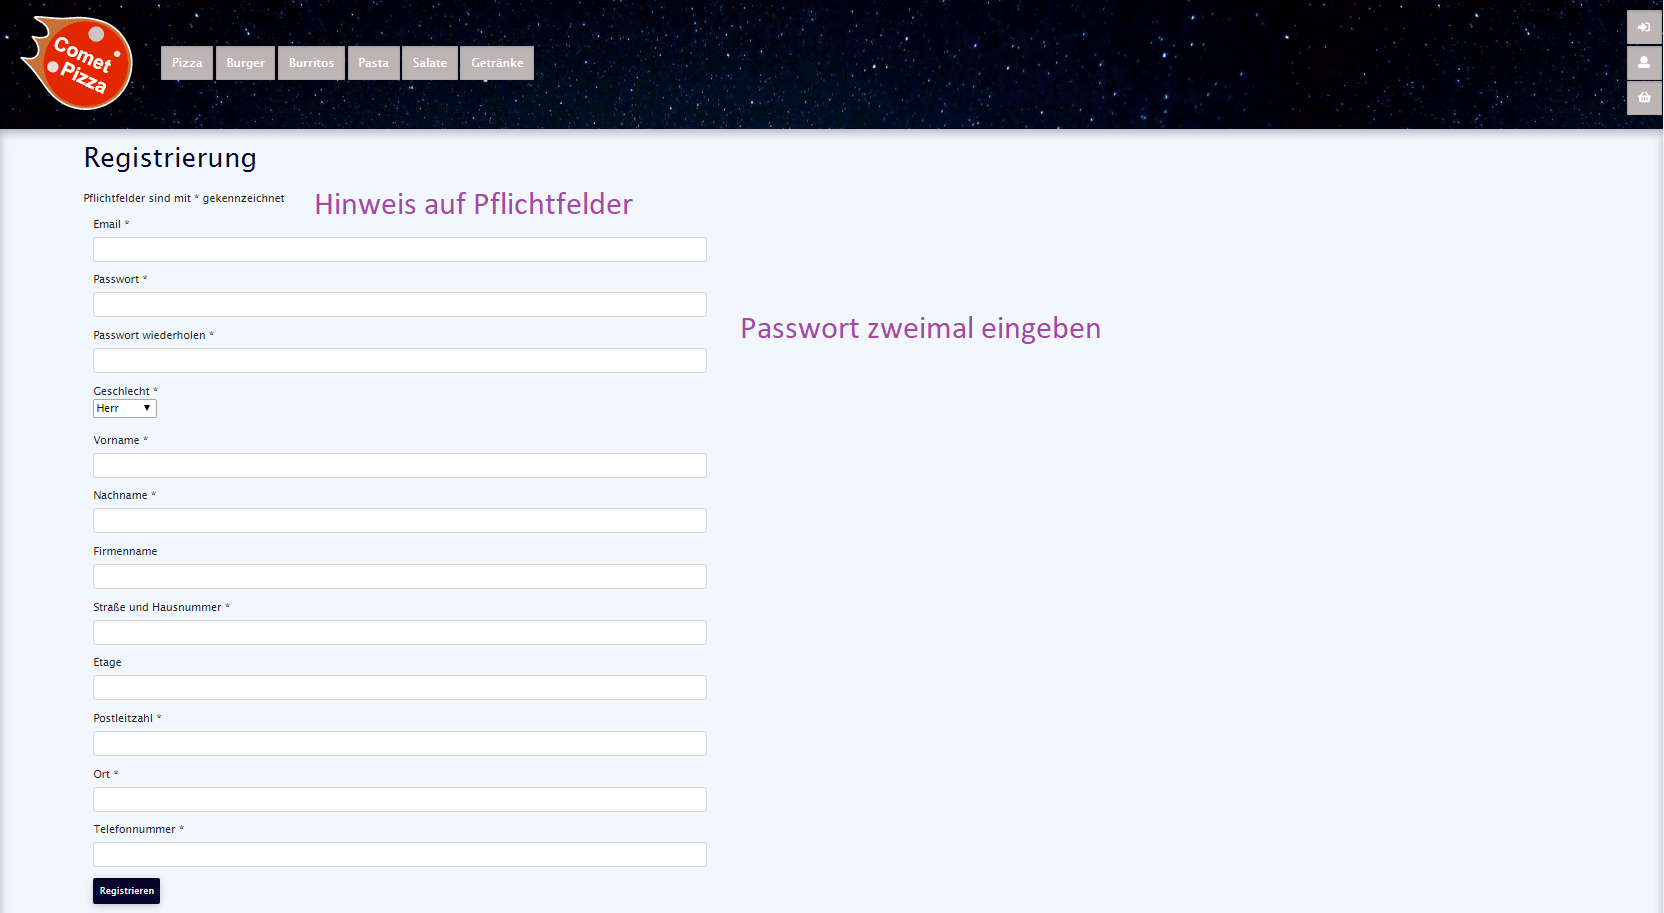 Comet
Pizza
Pizza
Burger
Burritos
Pasta
Salate
Getränke
Registrierung
Pflichtfelder sind mit * gekennzeichnet
Hinweis auf Pflichtfelder
Email *
Passwort *
Passwort zweimal eingeben
Passwort wiederholen *
Geschlecht *
Herr
Vorname *
Nachname *
Firmenname
Straße und Hausnummer *
Etage
Postleitzahl *
Ort *
Telefonnummer *
Registrieren